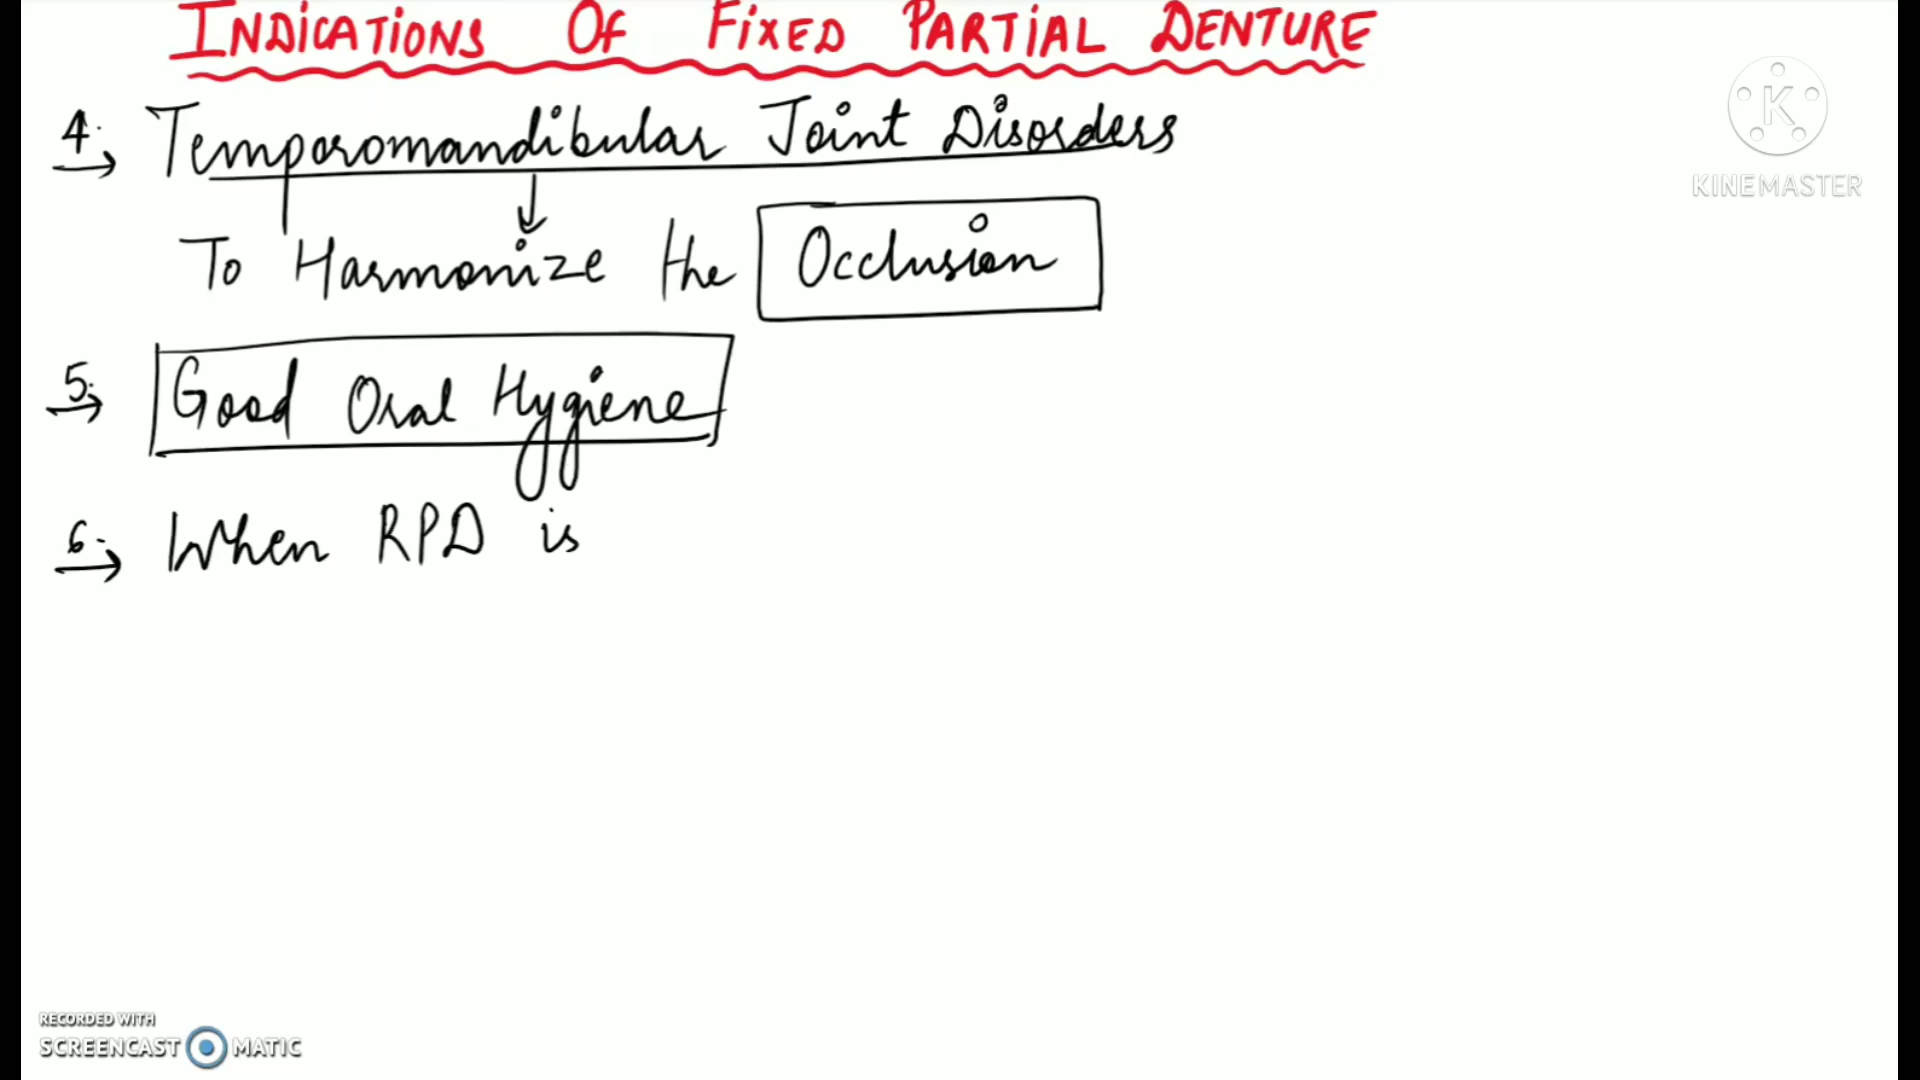 INDICATIONS OF FIXED PARTIAL DENTURE
4. Temporomandibular Joint Disorders
To Harmonize the Occlusion
5. Good Oral Hygiene
6. When RPD is
K
KINEMASTER
RECORDED WITH
SCREENCAST MATIC